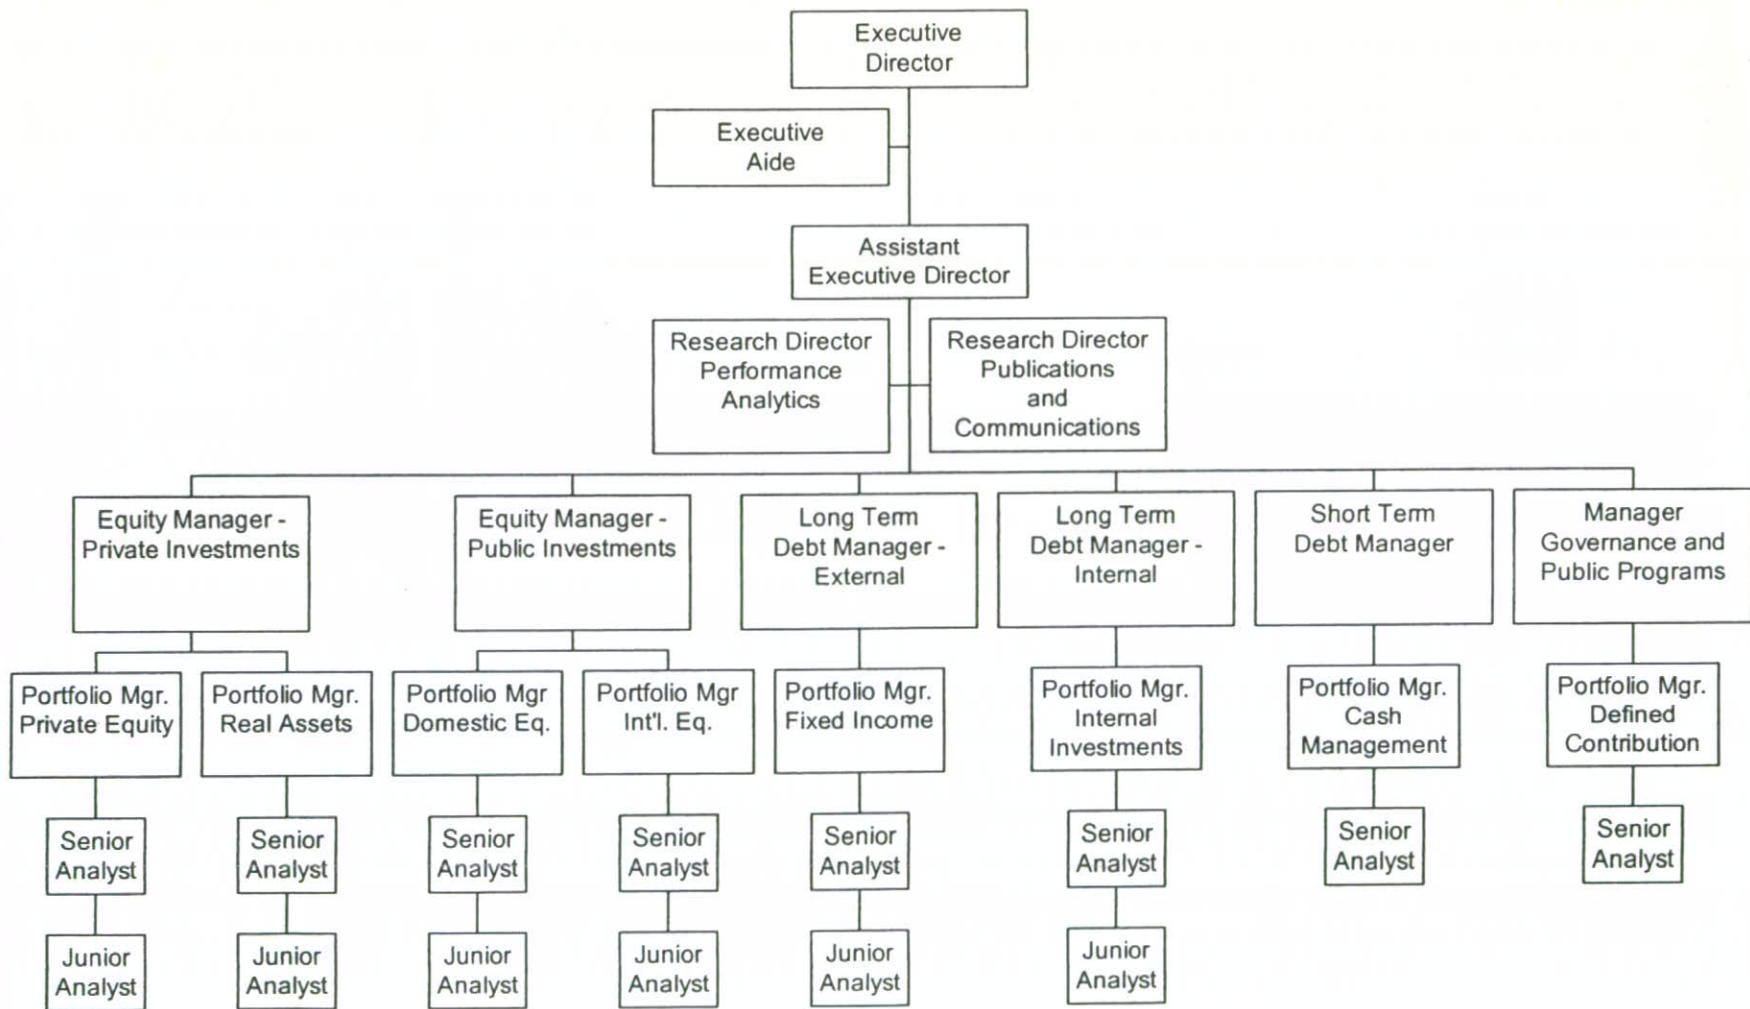 Executive
Director
Executive
Aide
Assistant
Executive Director
Research Director
Performance
Analytics
Research Director
Publications
and
Communications
Equity Manager -
Private Investments
Equity Manager -
Public Investments
Long Term
Debt Manager -
External
Long Term
Debt Manager -
Internal
Short Term
Debt Manager
Manager
Governance and
Public Programs
Portfolio Mgr.
Private Equity
Portfolio Mgr.
Real Assets
Portfolio Mgr
Domestic Eq.
Portfolio Mgr
Int'l. Eq.
Portfolio Mgr.
Fixed Income
Portfolio Mgr.
Internal
Investments
Portfolio Mgr.
Cash
Management
Portfolio Mgr.
Defined
Contribution
Senior
Analyst
Senior
Analyst
Senior
Analyst
Senior
Analyst
Senior
Analyst
Senior
Analyst
Senior
Analyst
Senior
Analyst
Junior
Analyst
Junior
Analyst
Junior
Analyst
Junior
Analyst
Junior
Analyst
Junior
Analyst